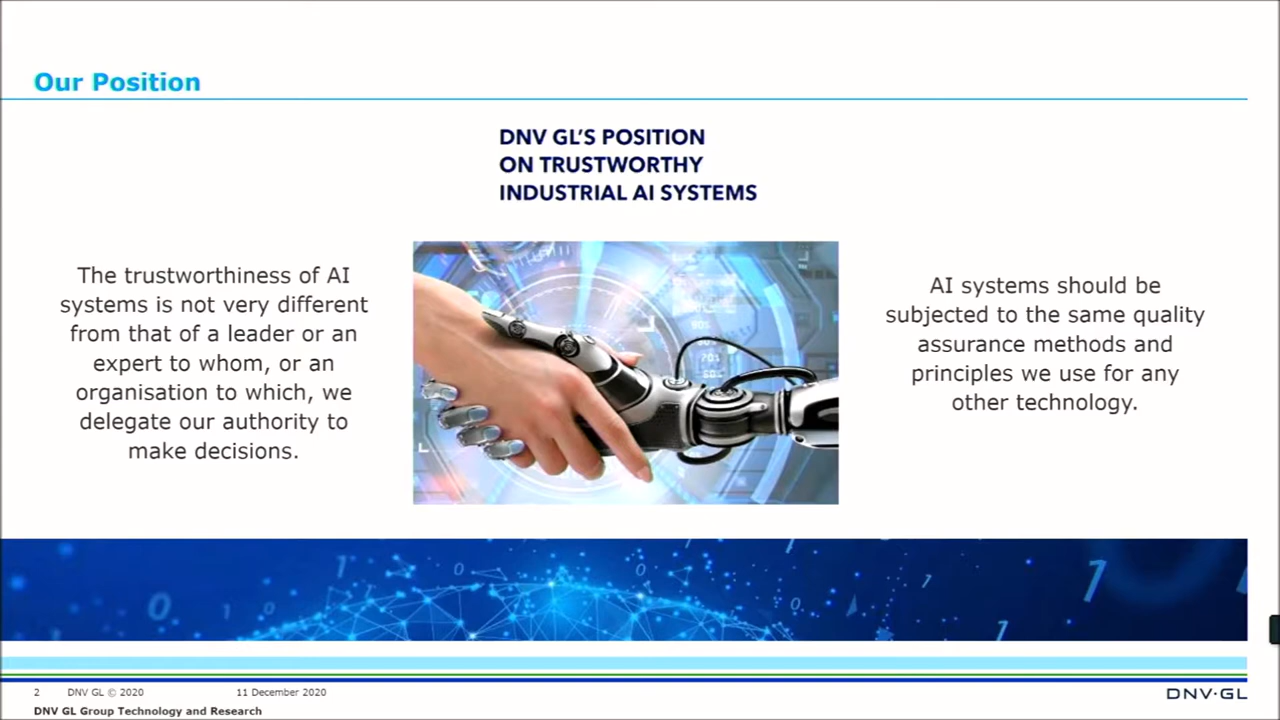 Our Position
DNV GL'S POSITION
ON TRUSTWORTHY
INDUSTRIAL AI SYSTEMS
The trustworthiness of AI
systems is not very different
from that of a leader or an
expert to whom, or an
organisation to which, we
delegate our authority to
make decisions.
AI systems should be
subjected to the same quality
assurance methods and
principles we use for any
other technology.
2 DNV GL © 2020 11 December 2020
DNV·GL
DNV GL Group Technology and Research